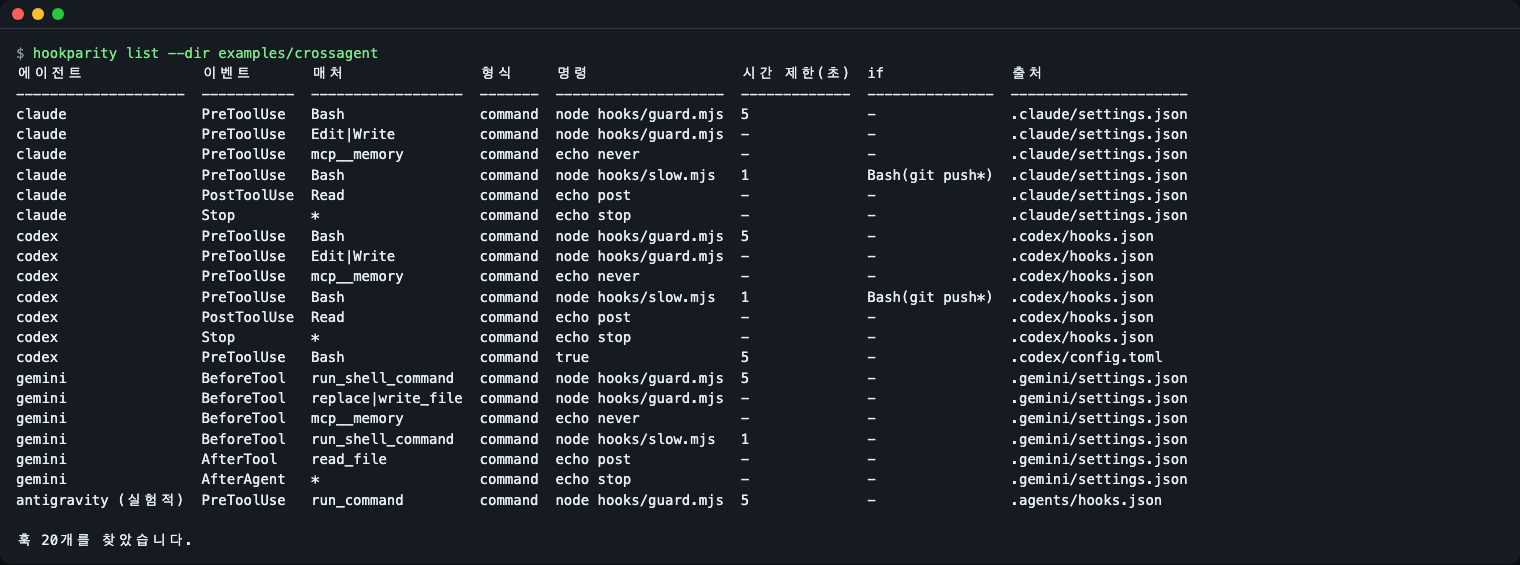 $ hookparity list --dir examples/crossagent
에이전트 이벤트 매처 형식 명령 시간 제한(초) if 출처
-------------------- ----------- ------------------ ------- -------------------- ------------- --------------- ---------------------
claude PreToolUse Bash command node hooks/guard.mjs 5 - .claude/settings.json
claude PreToolUse Edit|Write command node hooks/guard.mjs - - .claude/settings.json
claude PreToolUse mcp__memory command echo never - - .claude/settings.json
claude PreToolUse Bash command node hooks/slow.mjs 1 Bash(git push*) .claude/settings.json
claude PostToolUse Read command echo post - - .claude/settings.json
claude Stop * command echo stop - - .claude/settings.json
codex PreToolUse Bash command node hooks/guard.mjs 5 - .codex/hooks.json
codex PreToolUse Edit|Write command node hooks/guard.mjs - - .codex/hooks.json
codex PreToolUse mcp__memory command echo never - - .codex/hooks.json
codex PreToolUse Bash command node hooks/slow.mjs 1 Bash(git push*) .codex/hooks.json
codex PostToolUse Read command echo post - - .codex/hooks.json
codex Stop * command echo stop - - .codex/hooks.json
codex PreToolUse Bash command true 5 - .codex/config.toml
gemini BeforeTool run_shell_command command node hooks/guard.mjs 5 - .gemini/settings.json
gemini BeforeTool replace|write_file command node hooks/guard.mjs - - .gemini/settings.json
gemini BeforeTool mcp__memory command echo never - - .gemini/settings.json
gemini BeforeTool run_shell_command command node hooks/slow.mjs 1 - .gemini/settings.json
gemini AfterTool read_file command echo post - - .gemini/settings.json
gemini AfterAgent * command echo stop - - .gemini/settings.json
antigravity (실험적) PreToolUse run_command command node hooks/guard.mjs 5 - .agents/hooks.json
훅 20개를 찾았습니다.